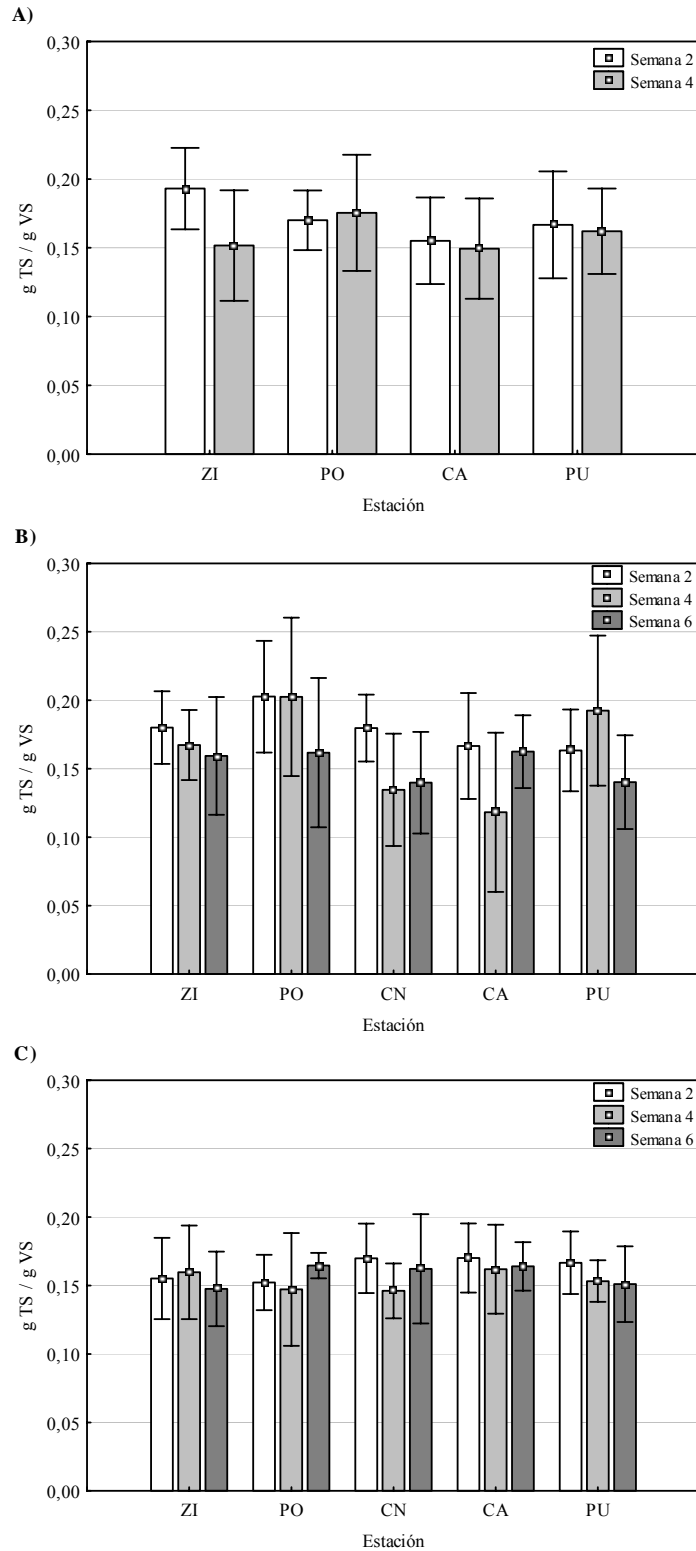 A)
0,30
0,25
0,20
0,15
0,10
0,05
0,00
g TS / g VS
Semana 2
Semana 4
ZI PO CA PU
Estación
B)
0,30
0,25
0,20
0,15
0,10
0,05
0,00
g TS / g VS
Semana 2
Semana 4
Semana 6
ZI PO CN CA PU
Estación
C)
0,30
0,25
0,20
0,15
0,10
0,05
0,00
g TS / g VS
Semana 2
Semana 4
Semana 6
ZI PO CN CA PU
Estación